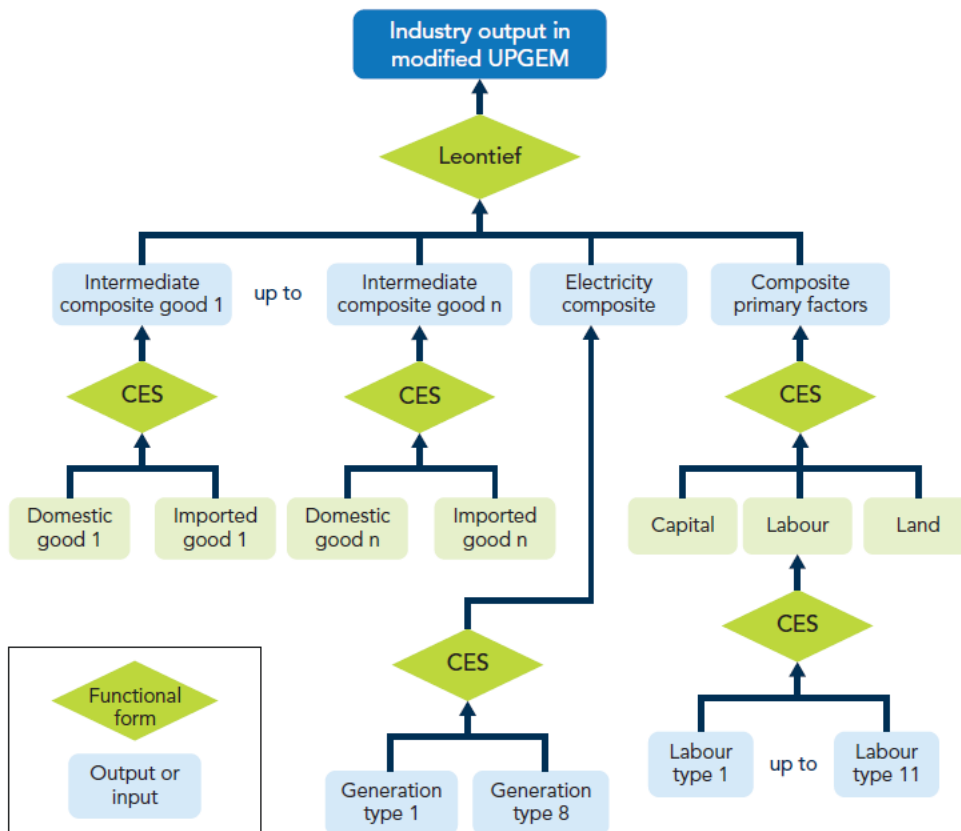 Industry output in
modified UPGEM
Leontief
Intermediate
composite good 1
up to
Intermediate
composite good n
Electricity
composite
Composite
primary factors
CES
CES
CES
Domestic
good 1
Imported
good 1
Domestic
good n
Imported
good n
Capital
Labour
Land
CES
CES
Functional
form
Output or
input
Generation
type 1
Generation
type 8
Labour
type 1
up to
Labour
type 11